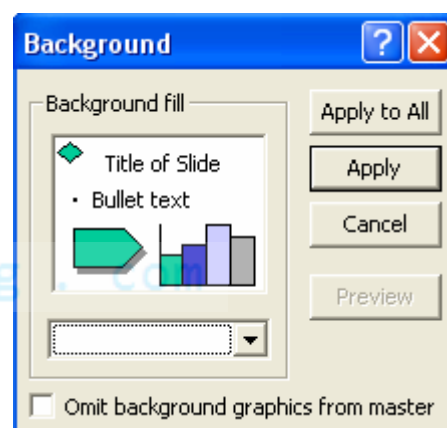 Background
Background fill
Title of Slide
• Bullet text
Apply to All
Apply
Cancel
Preview
g . com
Omit background graphics from master